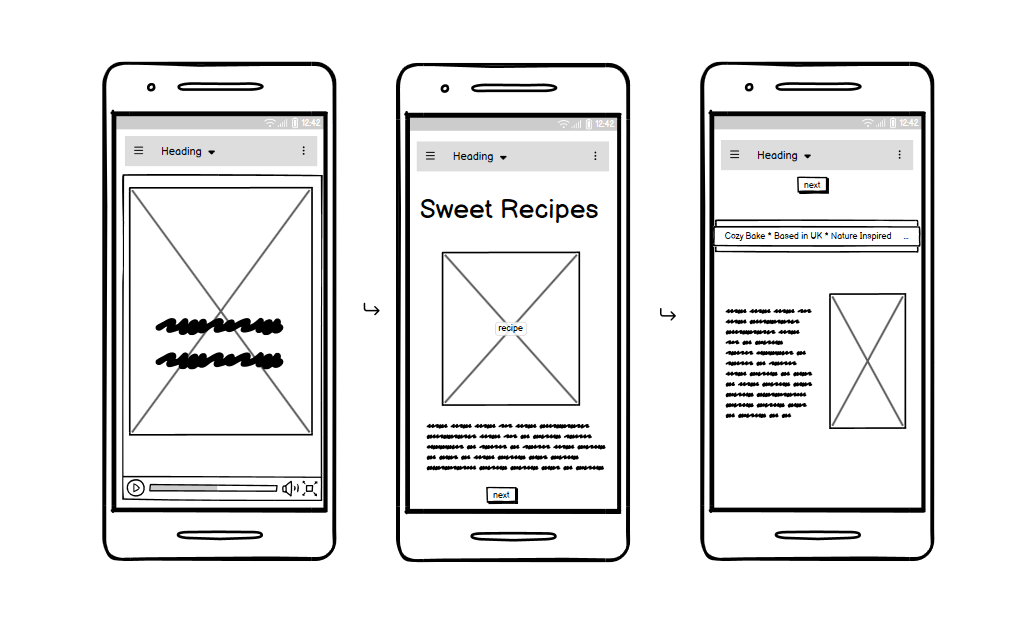 12:42
Heading
12:42
Heading
Sweet Recipes
recipe
next
12:42
Heading
next
Cozy Bake * Based in UK * Nature Inspired ...